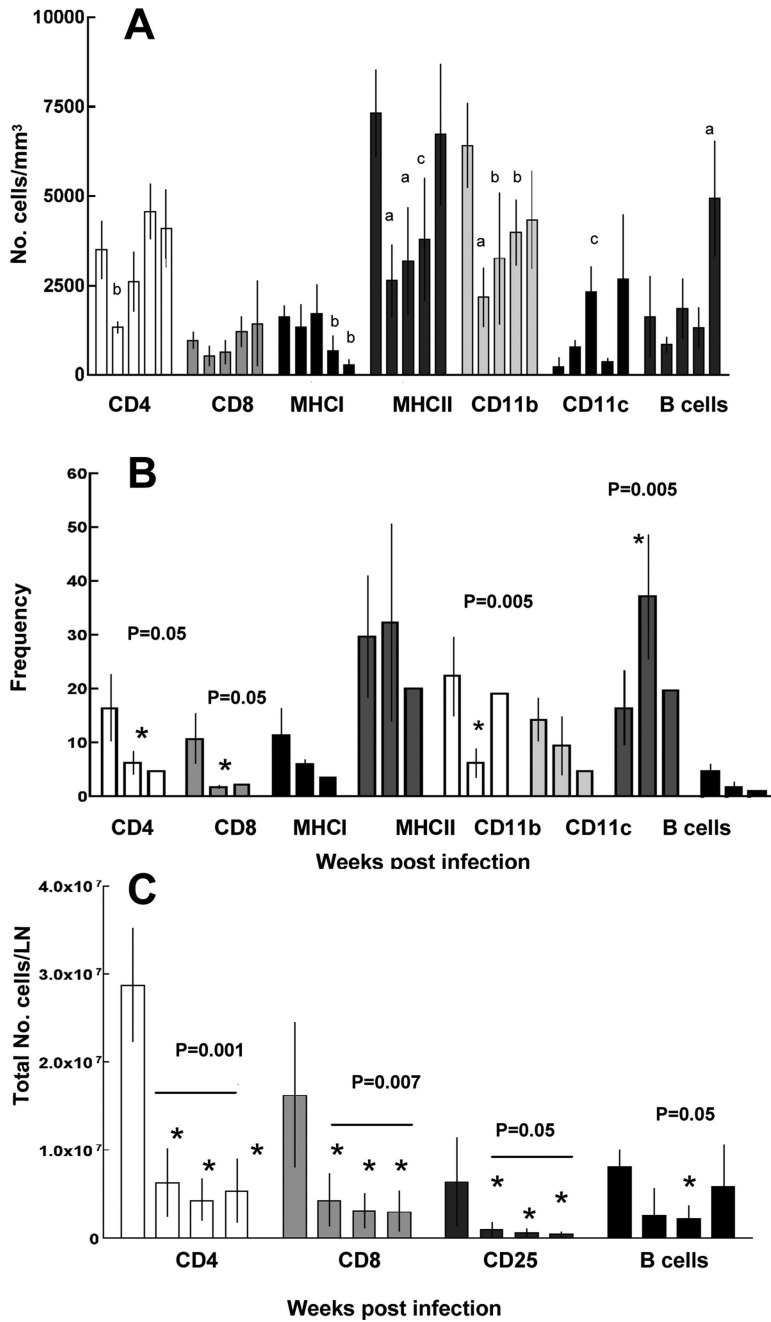 A
10000
7500
5000
2500
0
No. cells/mm³
b
b
b
a
a
c
a
b
b
c
a
CD4 CD8 MHCI MHCII CD11b CD11c B cells
B
60
50
40
30
20
10
0
Frequency
P=0.05
*
P=0.05
*
P=0.005
*
P=0.005
*
CD4 CD8 MHCI MHCII CD11b CD11c B cells
Weeks post infection
C
4.0x10⁷
3.0x10⁷
2.0x10⁷
1.0x10⁷
0
Total No. cells/LN
P=0.001
* * *
P=0.007
* * *
P=0.05
* * *
P=0.05
*
CD4 CD8 CD25 B cells
Weeks post infection